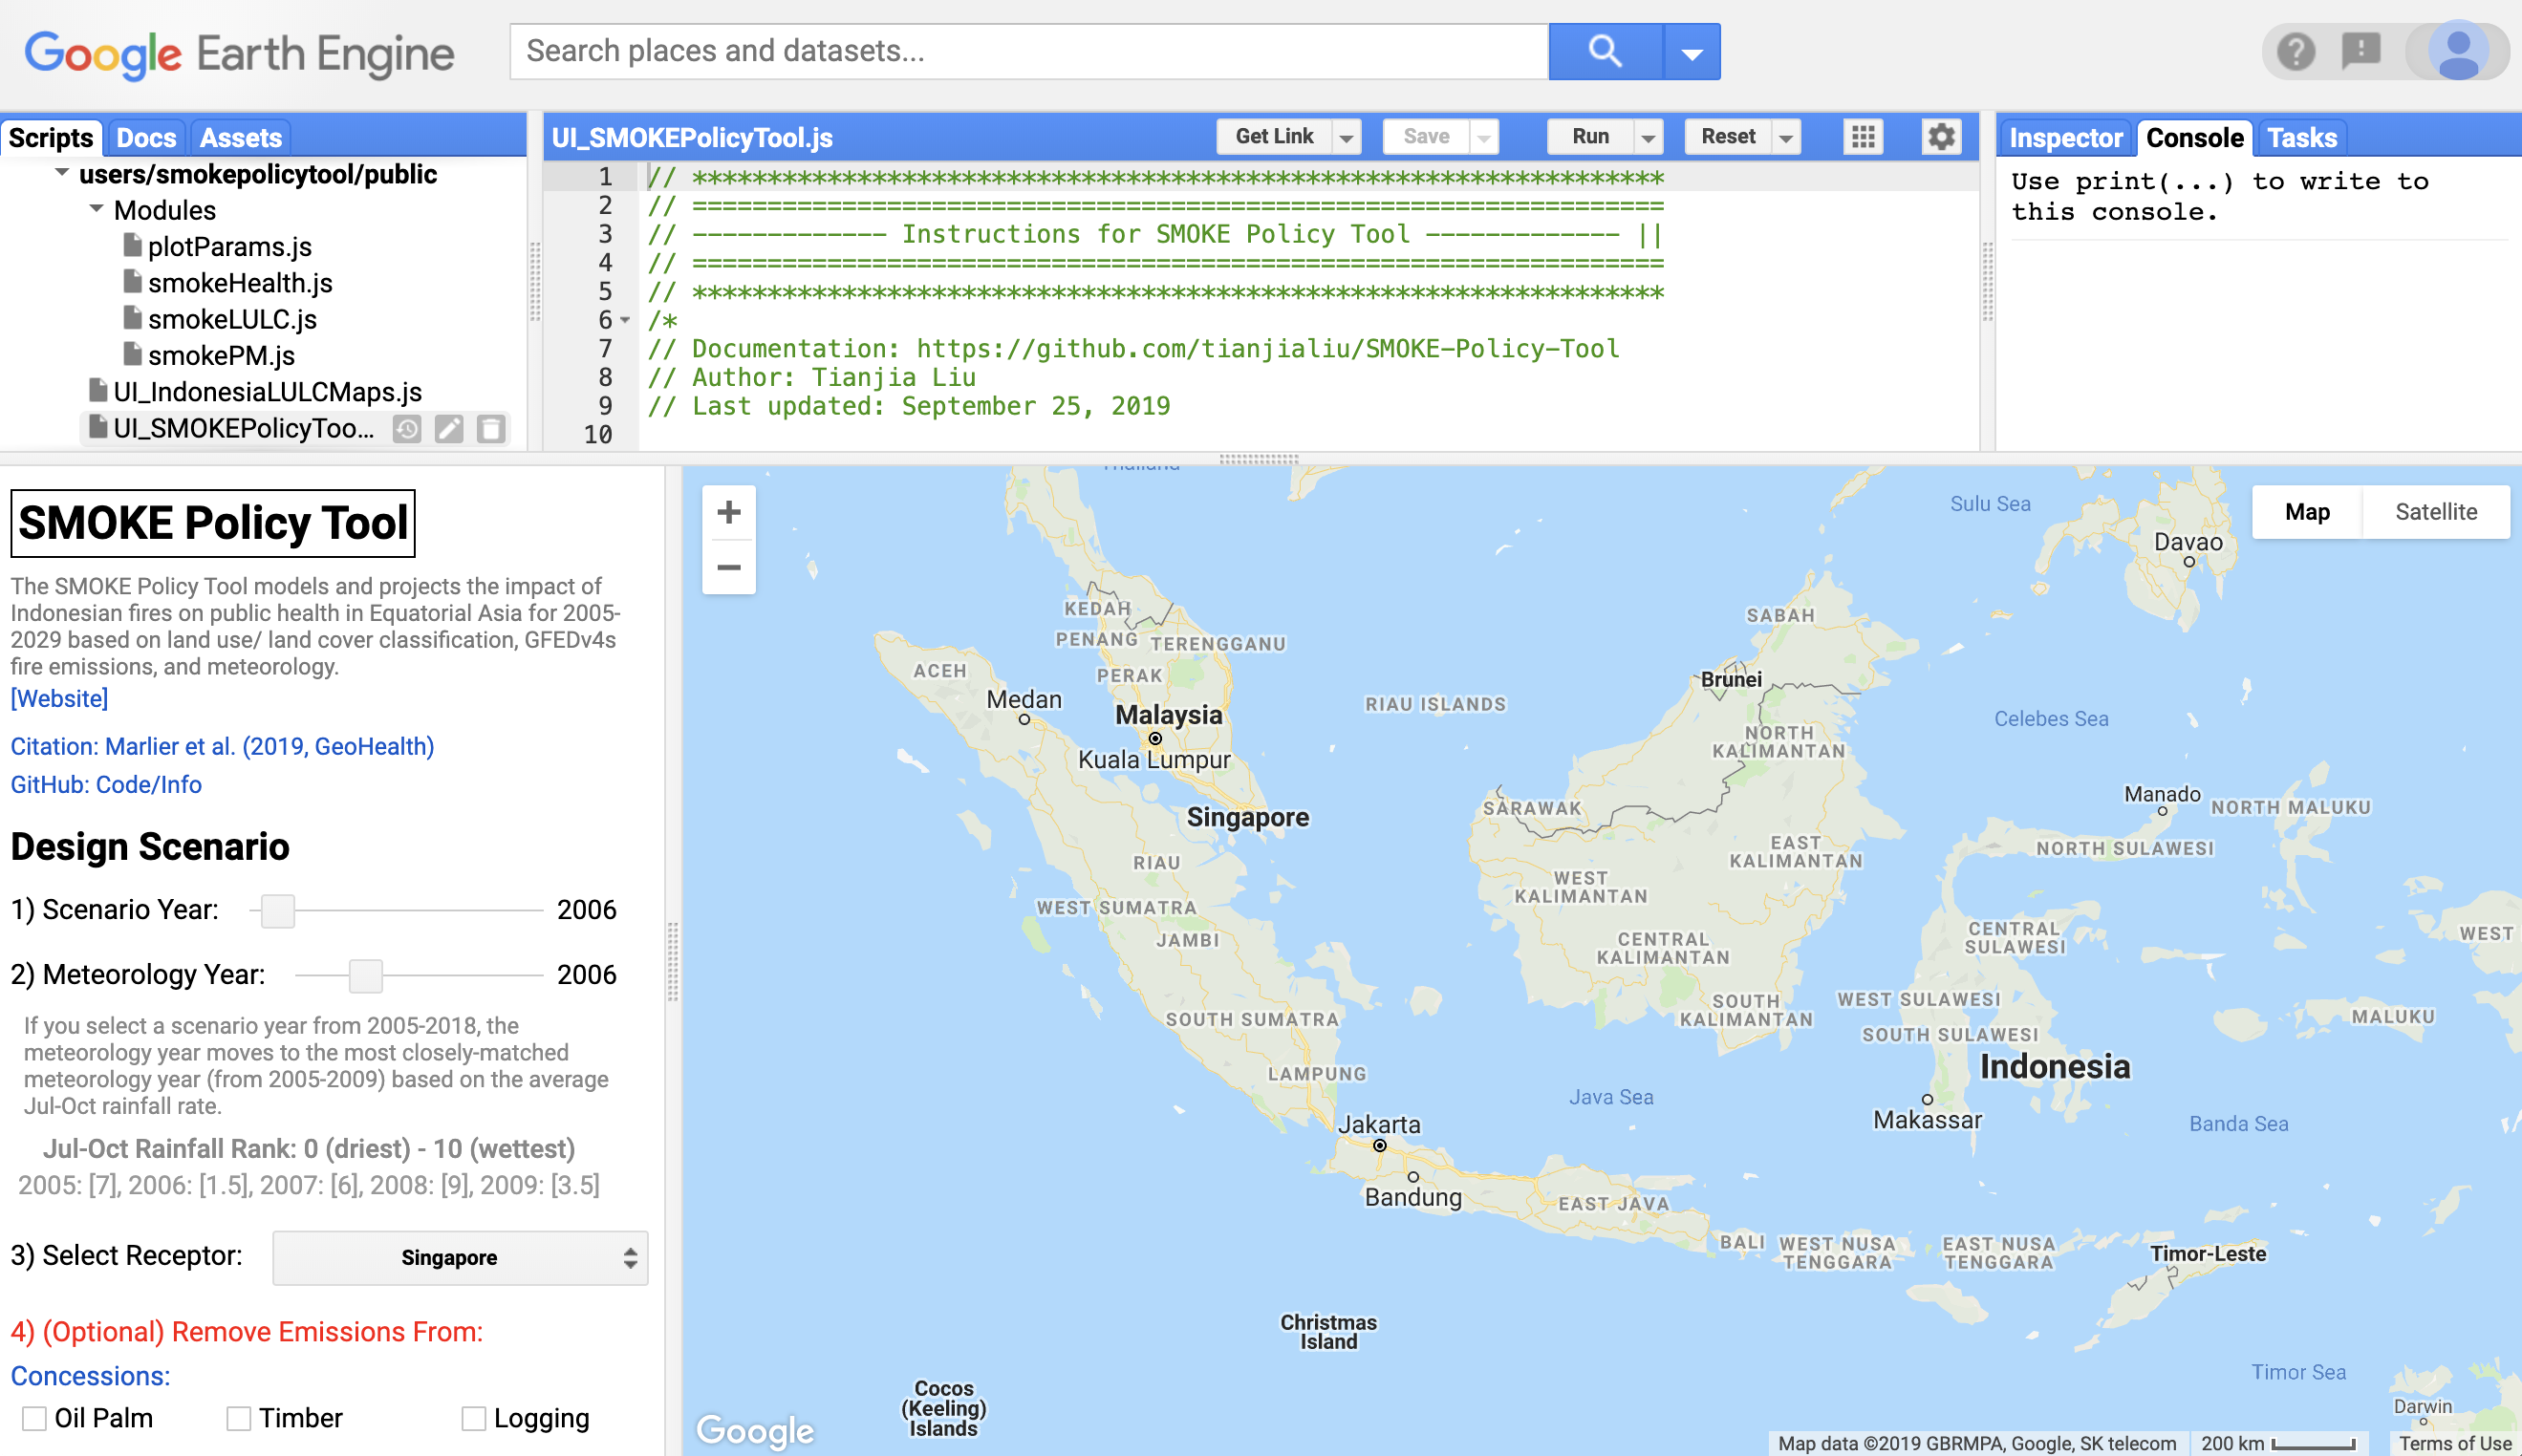 Google Earth Engine
Search places and datasets...
Scripts Docs Assets
users/smokepolicytool/public
Modules
plotParams.js
smokeHealth.js
smokeLULC.js
smokePM.js
UI_IndonesiaLULCMaps.js
UI_SMOKEPolicyToo...
UI_SMOKEPolicyTool.js
Get Link
Save
Run
Reset
1 // *****************************************************************
2 // =================================================================
3 // ------------- Instructions for SMOKE Policy Tool ------------- ||
4 // =================================================================
5 // *****************************************************************
6 /*
7 // Documentation: https://github.com/tianjialiu/SMOKE-Policy-Tool
8 // Author: Tianjia Liu
9 // Last updated: September 25, 2019
10
Inspector Console Tasks
Use print(...) to write to
this console.
SMOKE Policy Tool
The SMOKE Policy Tool models and projects the impact of
Indonesian fires on public health in Equatorial Asia for 2005-
2029 based on land use/ land cover classification, GFEDv4s
fire emissions, and meteorology.
[Website]
Citation: Marlier et al. (2019, GeoHealth)
GitHub: Code/Info
Design Scenario
1) Scenario Year: 2006
2) Meteorology Year: 2006
If you select a scenario year from 2005-2018, the
meteorology year moves to the most closely-matched
meteorology year (from 2005-2009) based on the average
Jul-Oct rainfall rate.
Jul-Oct Rainfall Rank: 0 (driest) - 10 (wettest)
2005: [7], 2006: [1.5], 2007: [6], 2008: [9], 2009: [3.5]
3) Select Receptor: Singapore
4) (Optional) Remove Emissions From:
Concessions:
Oil Palm
Timber
Logging
+
−
Map Satellite
Sulu Sea
Davao
KEDAH
PENANG
TERENGGANU
PERAK
SABAH
ACEH
Medan
Malaysia
Kuala Lumpur
RIAU ISLANDS
Brunei
Celebes Sea
NORTH
KALIMANTAN
Singapore
SARAWAK
Manado
NORTH MALUKU
NORTH SULAWESI
RIAU
EAST
KALIMANTAN
WEST
KALIMANTAN
WEST SUMATRA
JAMBI
CENTRAL
KALIMANTAN
CENTRAL
SULAWESI
WEST
SOUTH SUMATRA
SOUTH
KALIMANTAN
WEST SULAWESI
MALUKU
SOUTH SULAWESI
LAMPUNG
Indonesia
Java Sea
Makassar
Banda Sea
Jakarta
Bandung
EAST JAVA
BALI
WEST NUSA
TENGGARA
EAST NUSA
TENGGARA
Timor-Leste
Christmas
Island
Timor Sea
Cocos
(Keeling)
Islands
Darwin
Google
Map data ©2019 GBRMPA, Google, SK telecom
200 km
Terms of Use